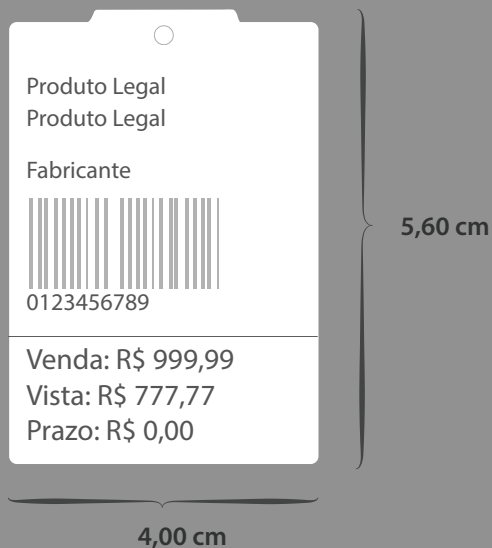 Produto Legal
Produto Legal
Fabricante
0123456789
Venda: R$ 999,99
Vista: R$ 777,77
Prazo: R$ 0,00
5,60 cm
4,00 cm